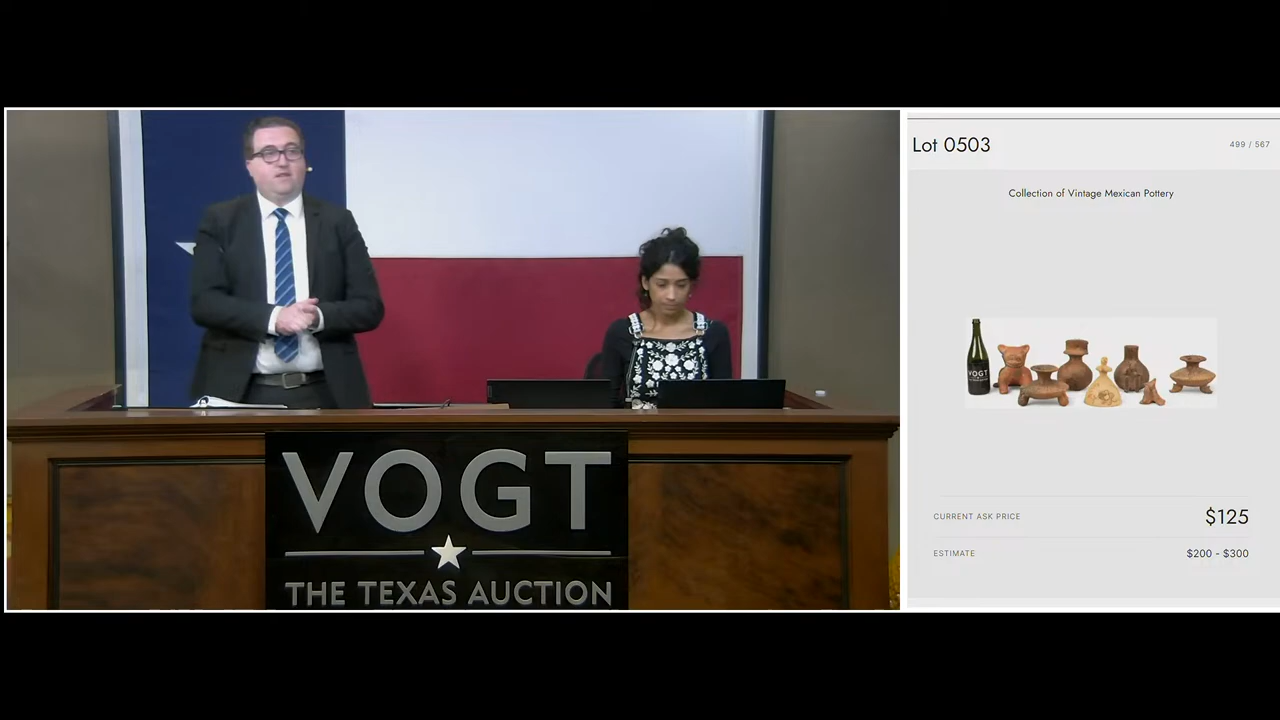 VOGT
THE TEXAS AUCTION
Lot 0503
499 / 567
Collection of Vintage Mexican Pottery
VOGT
CURRENT ASK PRICE
$125
ESTIMATE
$200 - $300